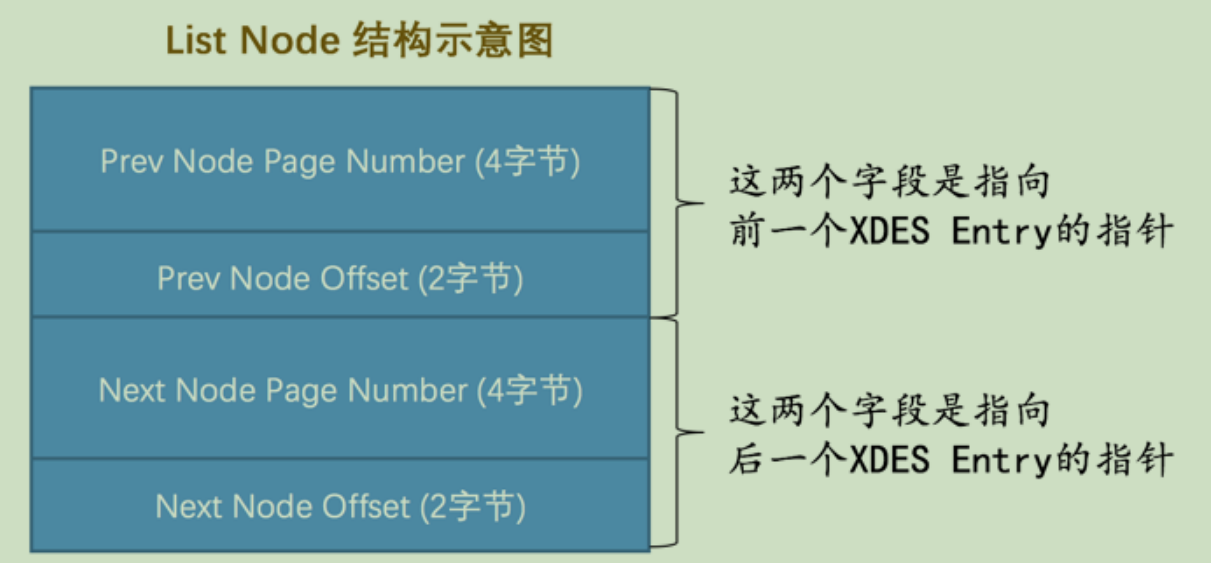 List Node 结构示意图
Prev Node Page Number (4字节)
Prev Node Offset (2字节)
这两个字段是指向
前一个XDES Entry的指针
Next Node Page Number (4字节)
Next Node Offset (2字节)
这两个字段是指向
后一个XDES Entry的指针